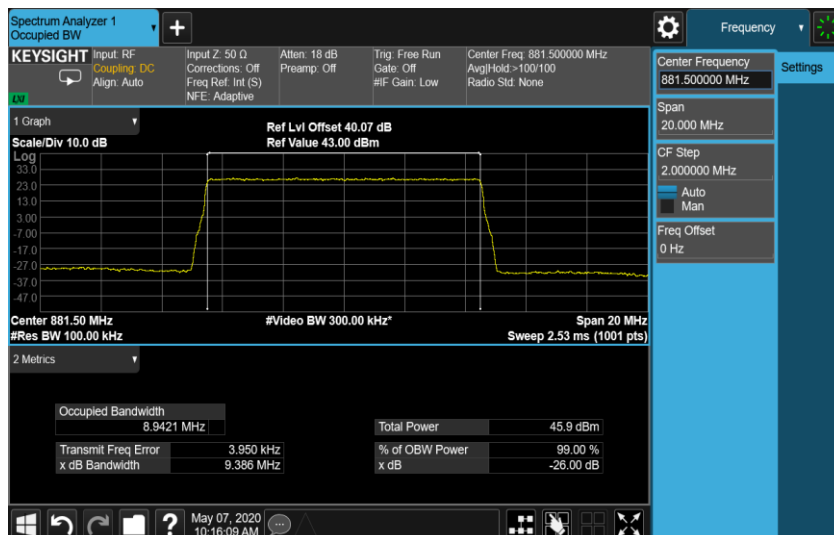 Spectrum Analyzer 1
Occupied BW
+
Frequency
KEYSIGHT
LXI
Input: RF
Coupling: DC
Align: Auto
Input Z: 50 Ω
Corrections: Off
Freq Ref: Int (S)
NFE: Adaptive
Atten: 18 dB
Preamp: Off
Trig: Free Run
Gate: Off
#IF Gain: Low
Center Freq: 881.500000 MHz
Avg|Hold:>100/100
Radio Std: None
Center Frequency
881.500000 MHz
Settings
Span
20.000 MHz
CF Step
2.000000 MHz
Auto
Man
Freq Offset
0 Hz
1 Graph
Scale/Div 10.0 dB
Ref Lvl Offset 40.07 dB
Ref Value 43.00 dBm
Log
33.0
23.0
13.0
3.00
-7.00
-17.0
-27.0
-37.0
-47.0
Center 881.50 MHz
#Video BW 300.00 kHz*
Span 20 MHz
#Res BW 100.00 kHz
Sweep 2.53 ms (1001 pts)
2 Metrics
Occupied Bandwidth
8.9421 MHz
Total Power 45.9 dBm
Transmit Freq Error 3.950 kHz
% of OBW Power 99.00 %
x dB Bandwidth 9.386 MHz
x dB -26.00 dB
?
May 07, 2020
10:16:09 AM